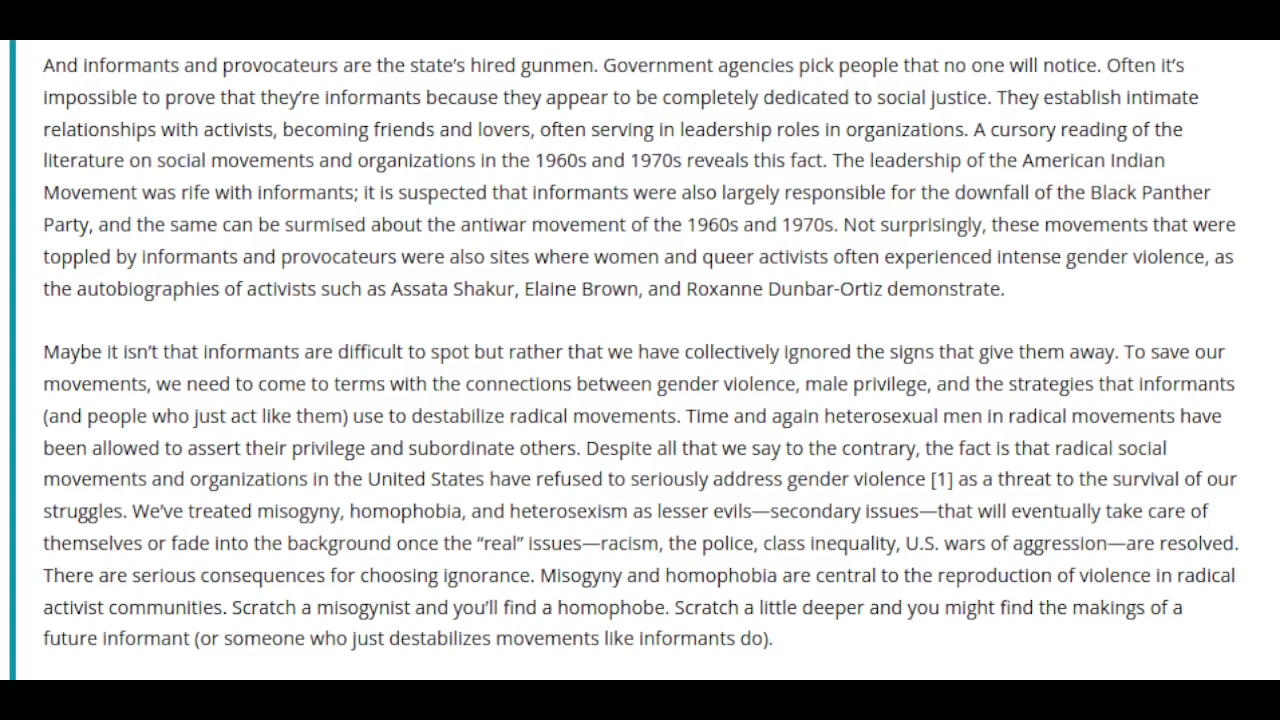 And informants and provocateurs are the state’s hired gunmen. Government agencies pick people that no one will notice. Often it’s
impossible to prove that they’re informants because they appear to be completely dedicated to social justice. They establish intimate
relationships with activists, becoming friends and lovers, often serving in leadership roles in organizations. A cursory reading of the
literature on social movements and organizations in the 1960s and 1970s reveals this fact. The leadership of the American Indian
Movement was rife with informants; it is suspected that informants were also largely responsible for the downfall of the Black Panther
Party, and the same can be surmised about the antiwar movement of the 1960s and 1970s. Not surprisingly, these movements that were
toppled by informants and provocateurs were also sites where women and queer activists often experienced intense gender violence, as
the autobiographies of activists such as Assata Shakur, Elaine Brown, and Roxanne Dunbar-Ortiz demonstrate.
Maybe it isn’t that informants are difficult to spot but rather that we have collectively ignored the signs that give them away. To save our
movements, we need to come to terms with the connections between gender violence, male privilege, and the strategies that informants
(and people who just act like them) use to destabilize radical movements. Time and again heterosexual men in radical movements have
been allowed to assert their privilege and subordinate others. Despite all that we say to the contrary, the fact is that radical social
movements and organizations in the United States have refused to seriously address gender violence [1] as a threat to the survival of our
struggles. We’ve treated misogyny, homophobia, and heterosexism as lesser evils—secondary issues—that will eventually take care of
themselves or fade into the background once the “real” issues—racism, the police, class inequality, U.S. wars of aggression—are resolved.
There are serious consequences for choosing ignorance. Misogyny and homophobia are central to the reproduction of violence in radical
activist communities. Scratch a misogynist and you’ll find a homophobe. Scratch a little deeper and you might find the makings of a
future informant (or someone who just destabilizes movements like informants do).